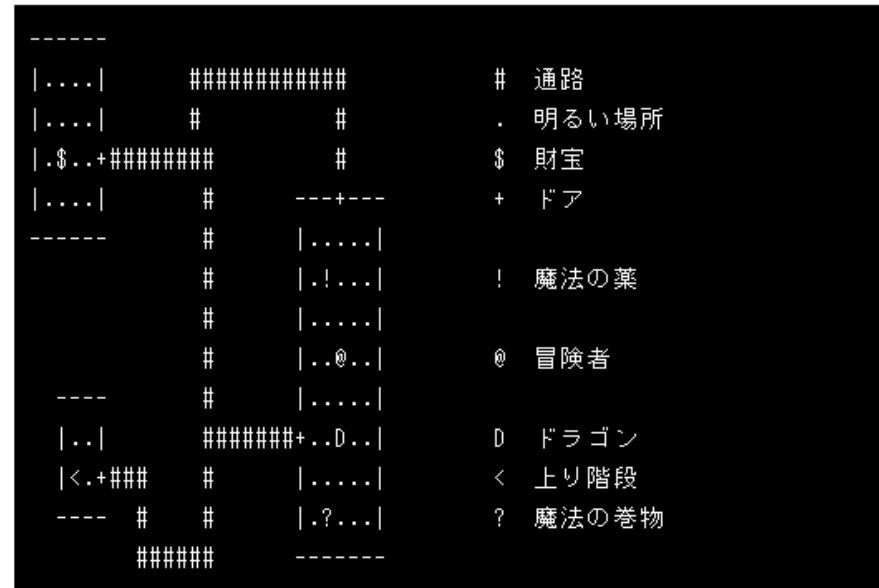 ------
|....|      ############           #  通路
|....|      #          #           .  明るい場所
|.$..+########         #           $  財宝
|....|       #      ---+---        +  ドア
------       #      |.....|
             #      |.!...|        !  魔法の薬
             #      |.....|
             #      |..@..|        @  冒険者
  ----       #      |.....|
  |..|       #######+..D..|        D  ドラゴン
  |<.+###    #      |.....|        <  上り階段
  ----  #    #      |.?...|        ?  魔法の巻物
        ######      -------